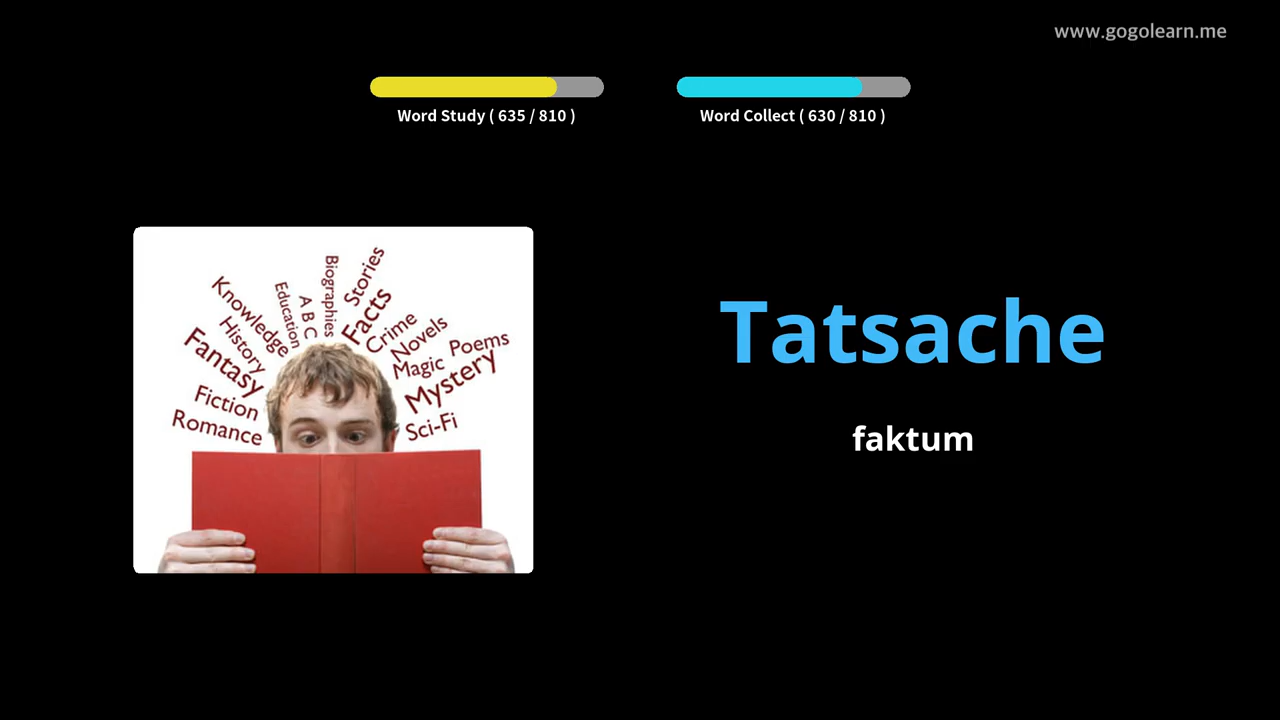 www.gogolearn.me
Word Study ( 635 / 810 )
Word Collect ( 630 / 810 )
Knowledge
Education
A B C
Biographies
Stories
Facts
Crime
Novels
Poems
Magic
Mystery
Sci-Fi
History
Fantasy
Fiction
Romance
Tatsache
faktum